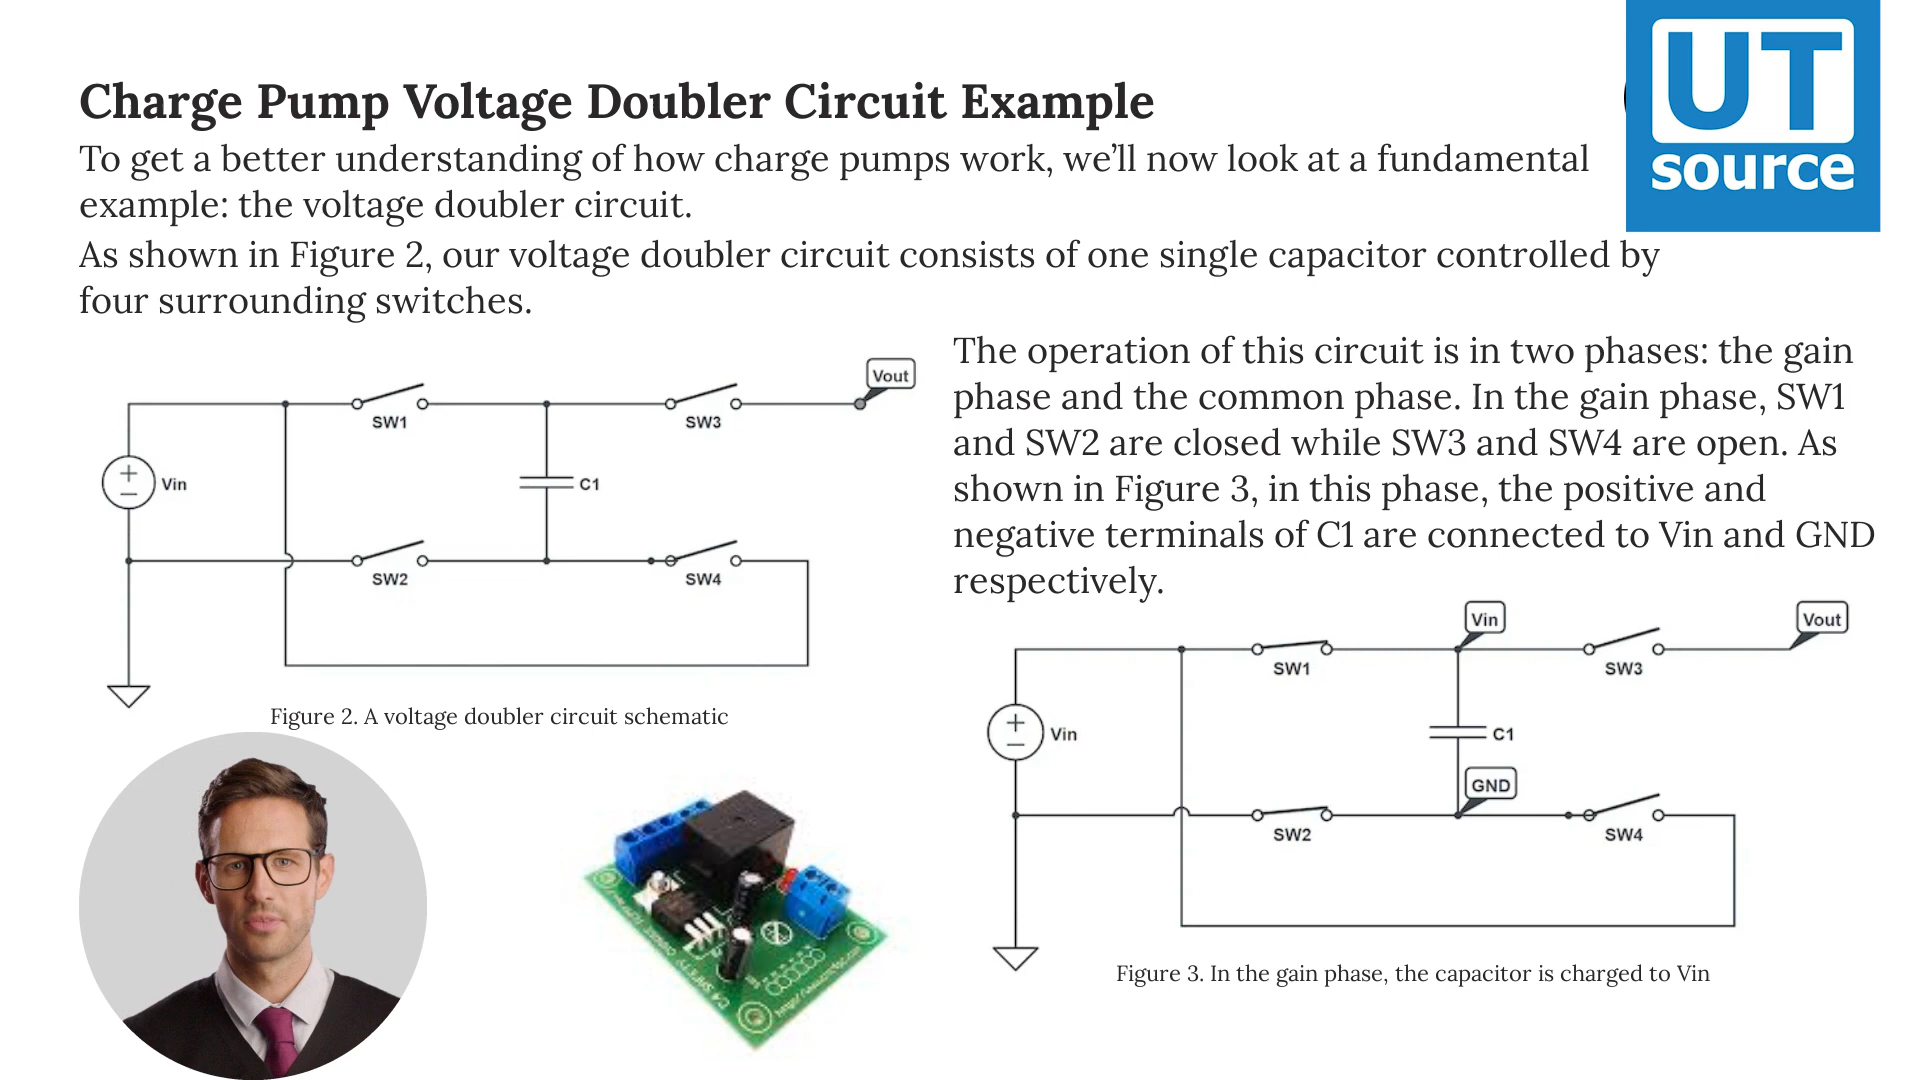 UT
source
Charge Pump Voltage Doubler Circuit Example
To get a better understanding of how charge pumps work, we’ll now look at a fundamental
example: the voltage doubler circuit.
As shown in Figure 2, our voltage doubler circuit consists of one single capacitor controlled by
four surrounding switches.
Vout
SW1
SW3
+
−
Vin
C1
SW2
SW4
Figure 2. A voltage doubler circuit schematic
The operation of this circuit is in two phases: the gain
phase and the common phase. In the gain phase, SW1
and SW2 are closed while SW3 and SW4 are open. As
shown in Figure 3, in this phase, the positive and
negative terminals of C1 are connected to Vin and GND
respectively.
Vin
Vout
SW1
SW3
+
−
Vin
C1
GND
SW2
SW4
Figure 3. In the gain phase, the capacitor is charged to Vin